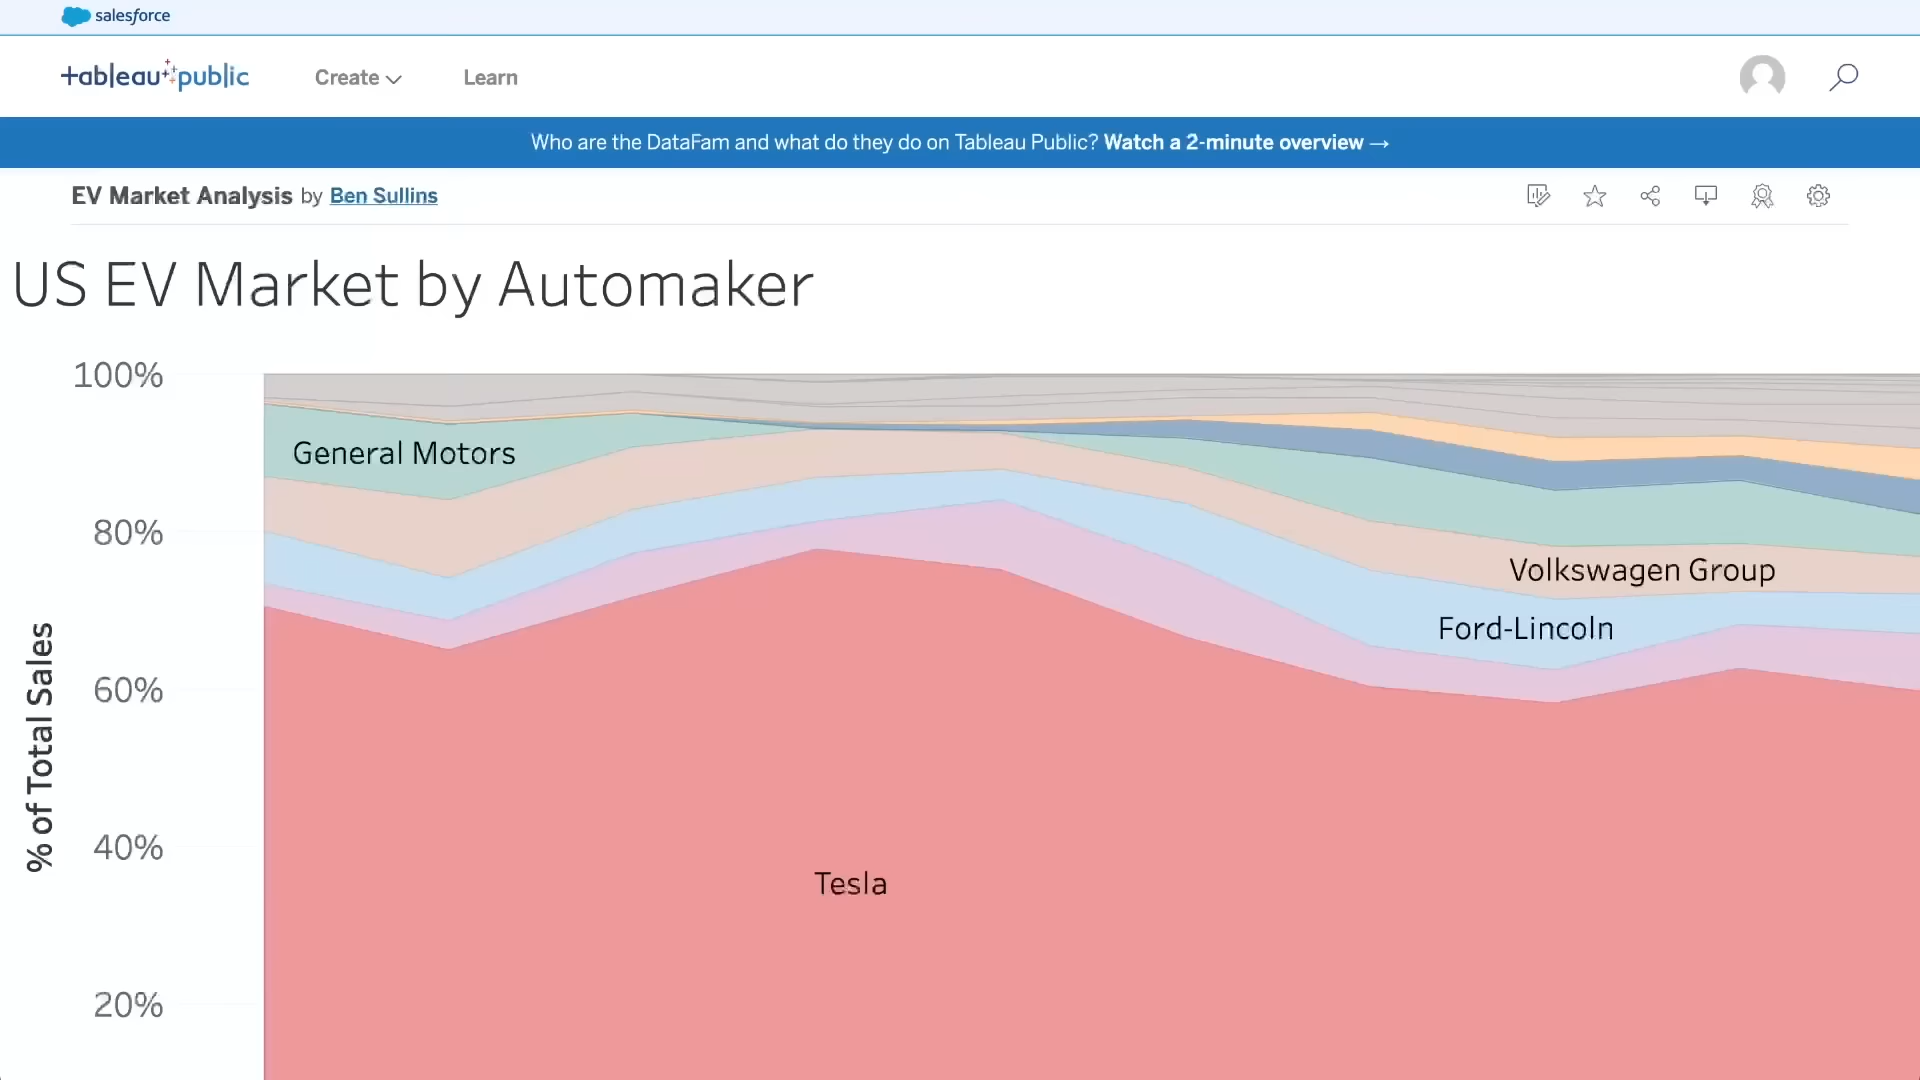 salesforce
+ableau public
Create
Learn
Who are the DataFam and what do they do on Tableau Public? Watch a 2-minute overview →
EV Market Analysis by Ben Sullins
US EV Market by Automaker
100%
80%
60%
40%
20%
% of Total Sales
General Motors
Volkswagen Group
Ford-Lincoln
Tesla